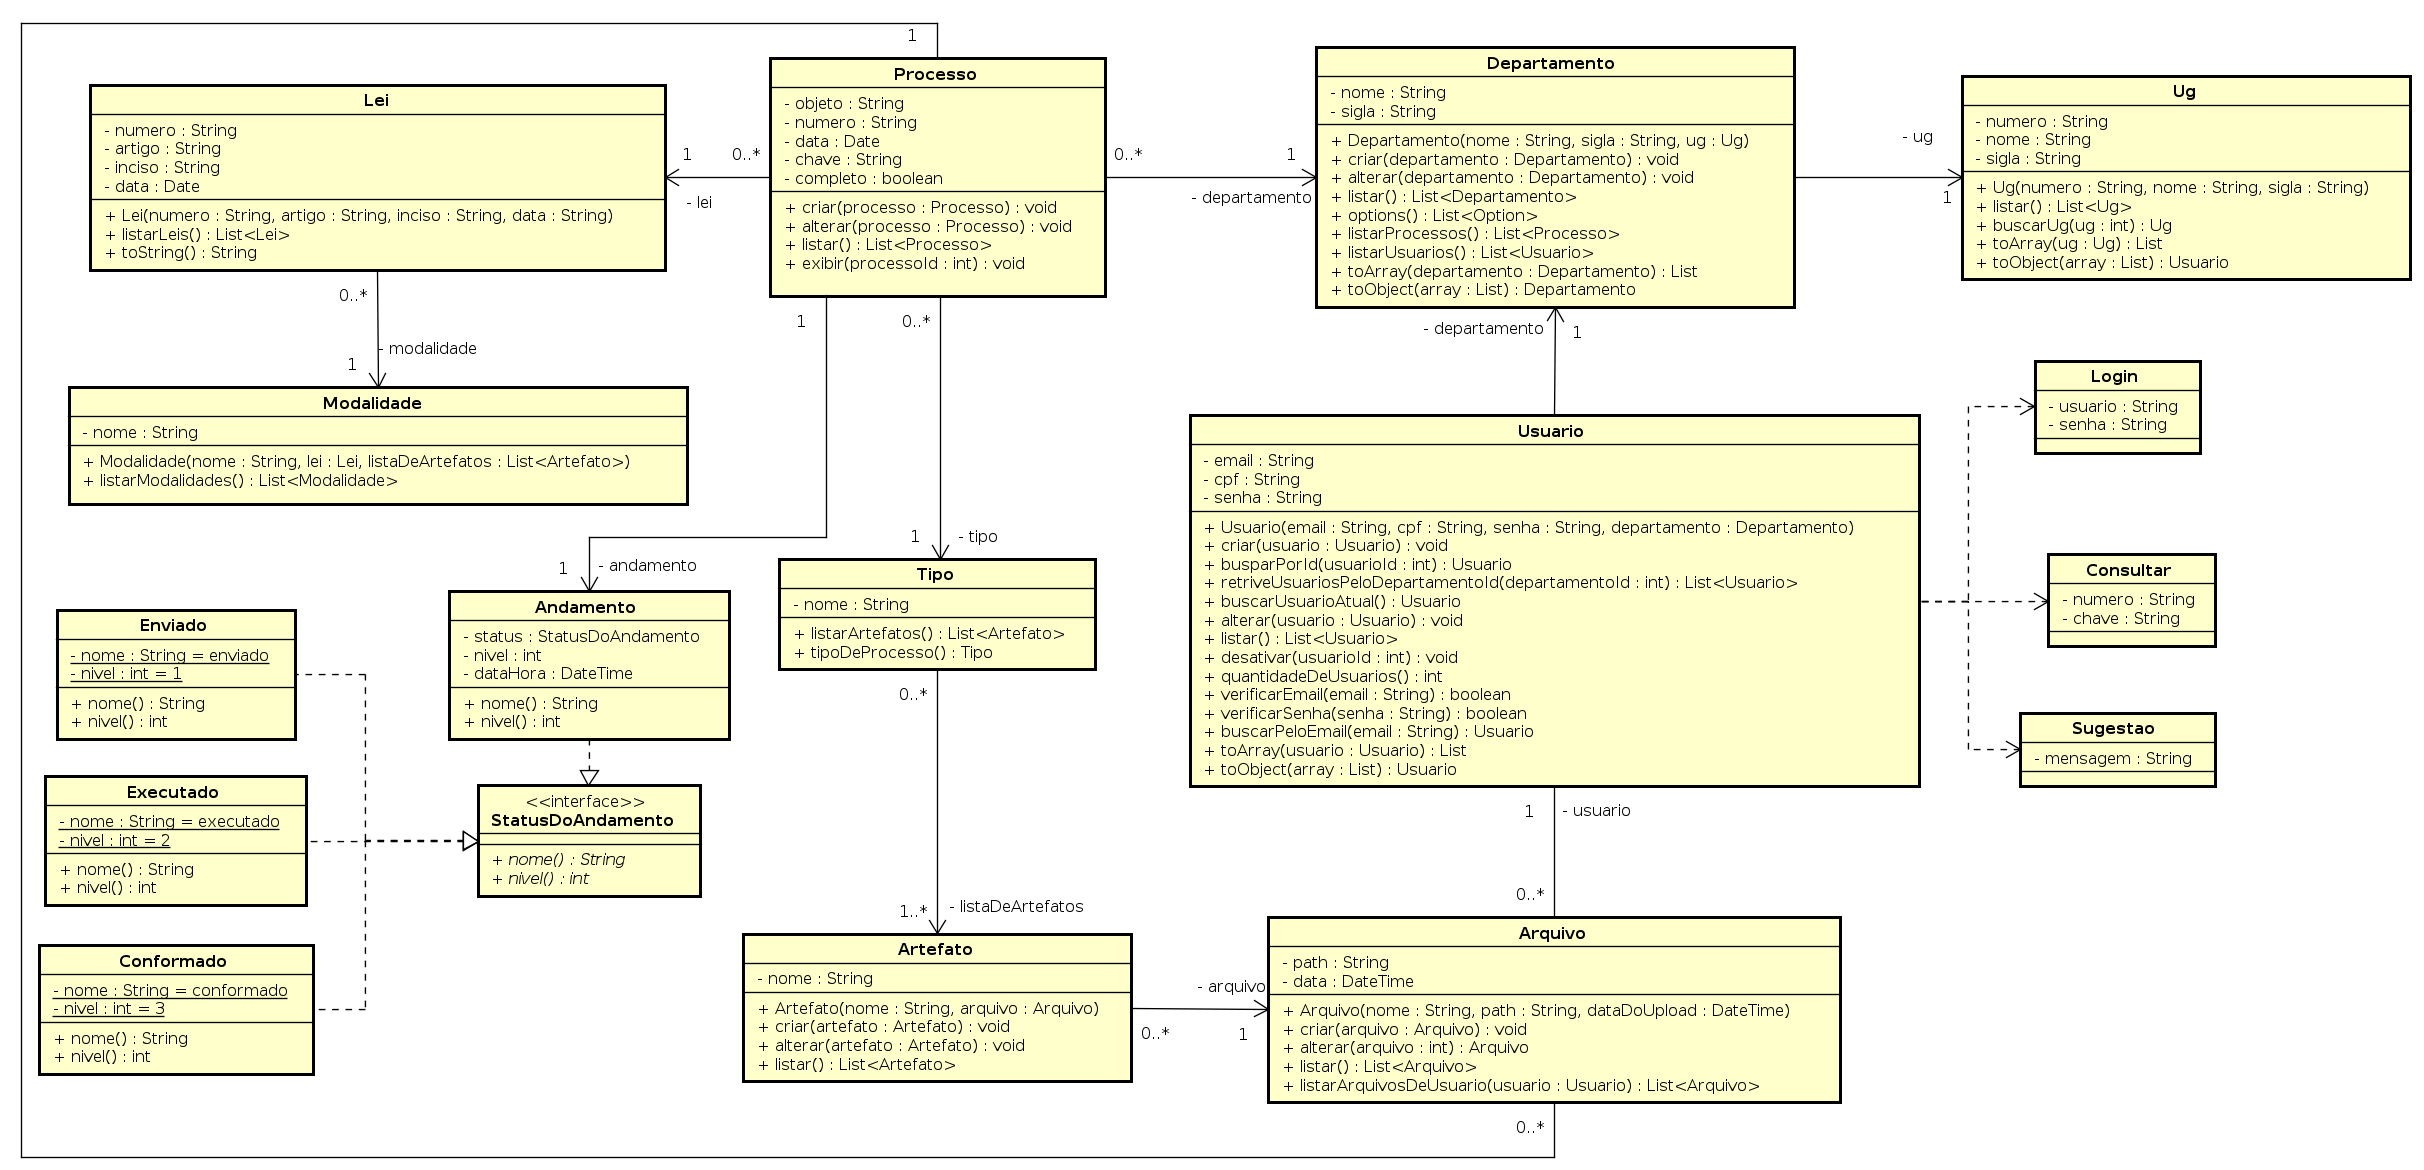 1
Processo
- objeto : String
- numero : String
- data : Date
- chave : String
- completo : boolean
+ criar(processo : Processo) : void
+ alterar(processo : Processo) : void
+ listar() : List<Processo>
+ exibir(processoId : int) : void
Lei
- numero : String
- artigo : String
- inciso : String
- data : Date
+ Lei(numero : String, artigo : String, inciso : String, data : String)
+ listarLeis() : List<Lei>
+ toString() : String
1
0..*
- lei
0..*
1
- departamento
Departamento
- nome : String
- sigla : String
+ Departamento(nome : String, sigla : String, ug : Ug)
+ criar(departamento : Departamento) : void
+ alterar(departamento : Departamento) : void
+ listar() : List<Departamento>
+ options() : List<Option>
+ listarProcessos() : List<Processo>
+ listarUsuarios() : List<Usuario>
+ toArray(departamento : Departamento) : List
+ toObject(array : List) : Departamento
- ug
1
Ug
- numero : String
- nome : String
- sigla : String
+ Ug(numero : String, nome : String, sigla : String)
+ listar() : List<Ug>
+ buscarUg(ug : int) : Ug
+ toArray(ug : Ug) : List
+ toObject(array : List) : Usuario
0..*
- modalidade
1
Modalidade
- nome : String
+ Modalidade(nome : String, lei : Lei, listaDeArtefatos : List<Artefato>)
+ listarModalidades() : List<Modalidade>
1
0..*
- departamento
1
Login
- usuario : String
- senha : String
Usuario
- email : String
- cpf : String
- senha : String
+ Usuario(email : String, cpf : String, senha : String, departamento : Departamento)
+ criar(usuario : Usuario) : void
+ busparPorId(usuarioId : int) : Usuario
+ retriveUsuariosPeloDepartamentoId(departamentoId : int) : List<Usuario>
+ buscarUsuarioAtual() : Usuario
+ alterar(usuario : Usuario) : void
+ listar() : List<Usuario>
+ desativar(usuarioId : int) : void
+ quantidadeDeUsuarios() : int
+ verificarEmail(email : String) : boolean
+ verificarSenha(senha : String) : boolean
+ buscarPeloEmail(email : String) : Usuario
+ toArray(usuario : Usuario) : List
+ toObject(array : List) : Usuario
Consultar
- numero : String
- chave : String
Sugestao
- mensagem : String
1
- tipo
1
- andamento
Tipo
- nome : String
+ listarArtefatos() : List<Artefato>
+ tipoDeProcesso() : Tipo
Andamento
- status : StatusDoAndamento
- nivel : int
- dataHora : DateTime
+ nome() : String
+ nivel() : int
Enviado
- nome : String = enviado
- nivel : int = 1
+ nome() : String
+ nivel() : int
Executado
- nome : String = executado
- nivel : int = 2
+ nome() : String
+ nivel() : int
<<interface>>
StatusDoAndamento
+ nome() : String
+ nivel() : int
Conformado
- nome : String = conformado
- nivel : int = 3
+ nome() : String
+ nivel() : int
0..*
1..*
- listaDeArtefatos
Artefato
- nome : String
+ Artefato(nome : String, arquivo : Arquivo)
+ criar(artefato : Artefato) : void
+ alterar(artefato : Artefato) : void
+ listar() : List<Artefato>
- arquivo
0..*
1
1
- usuario
0..*
Arquivo
- path : String
- data : DateTime
+ Arquivo(nome : String, path : String, dataDoUpload : DateTime)
+ criar(arquivo : Arquivo) : void
+ alterar(arquivo : int) : Arquivo
+ listar() : List<Arquivo>
+ listarArquivosDeUsuario(usuario : Usuario) : List<Arquivo>
0..*